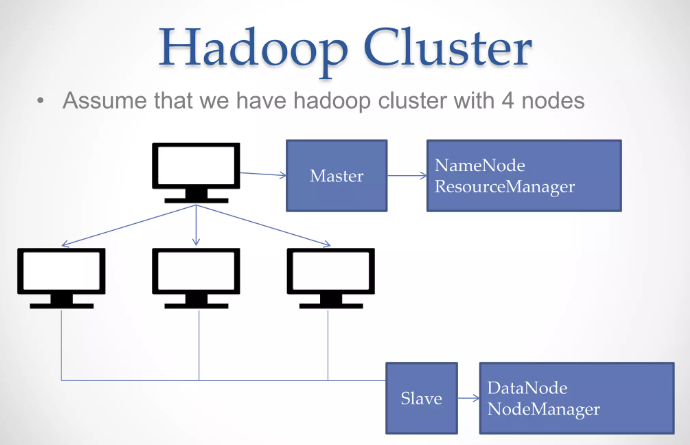 Hadoop Cluster
• Assume that we have hadoop cluster with 4 nodes
Master
NameNode
ResourceManager
Slave
DataNode
NodeManager